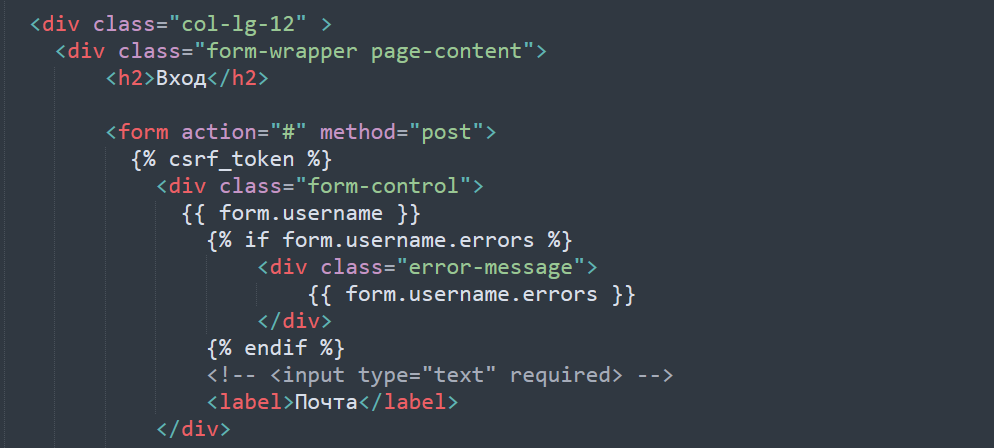 <div class="col-lg-12" >
<div class="form-wrapper page-content">
<h2>Вход</h2>
<form action="#" method="post">
{% csrf_token %}
<div class="form-control">
{{ form.username }}
{% if form.username.errors %}
<div class="error-message">
{{ form.username.errors }}
</div>
{% endif %}
<!-- <input type="text" required> -->
<label>Почта</label>
</div>